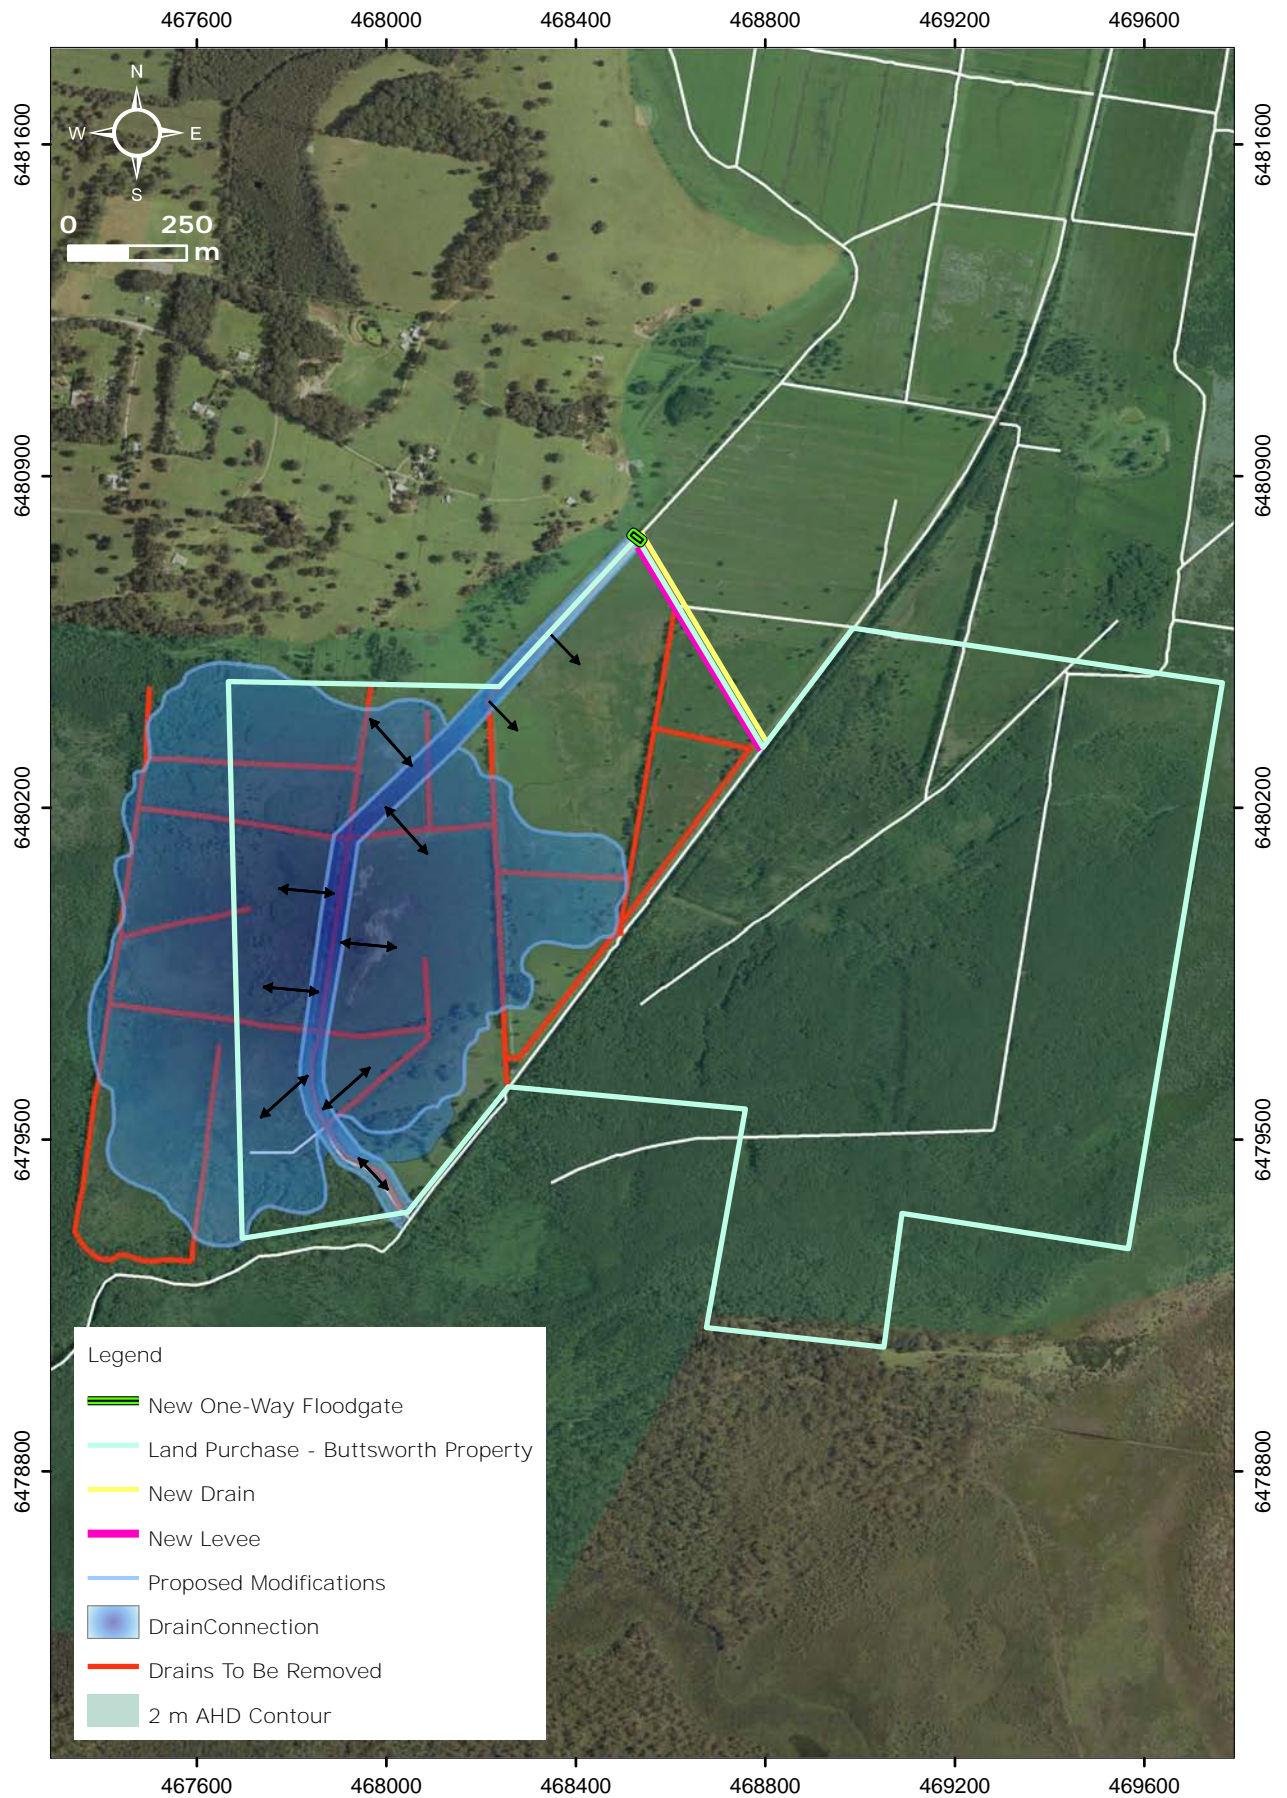 467600 468000 468400 468800 469200 469600
N
W E
S
0 250
m
6481600 6481600
6480900 6480900
6480200 6480200
6479500 6479500
6478800 6478800
Legend
New One-Way Floodgate
Land Purchase - Buttsworth Property
New Drain
New Levee
Proposed Modifications
DrainConnection
Drains To Be Removed
2 m AHD Contour
467600 468000 468400 468800 469200 469600